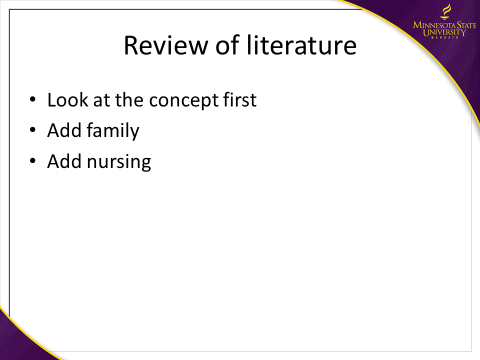 MINNESOTA STATE
UNIVERSITY
MANKATO
Review of literature
• Look at the concept first
• Add family
• Add nursing